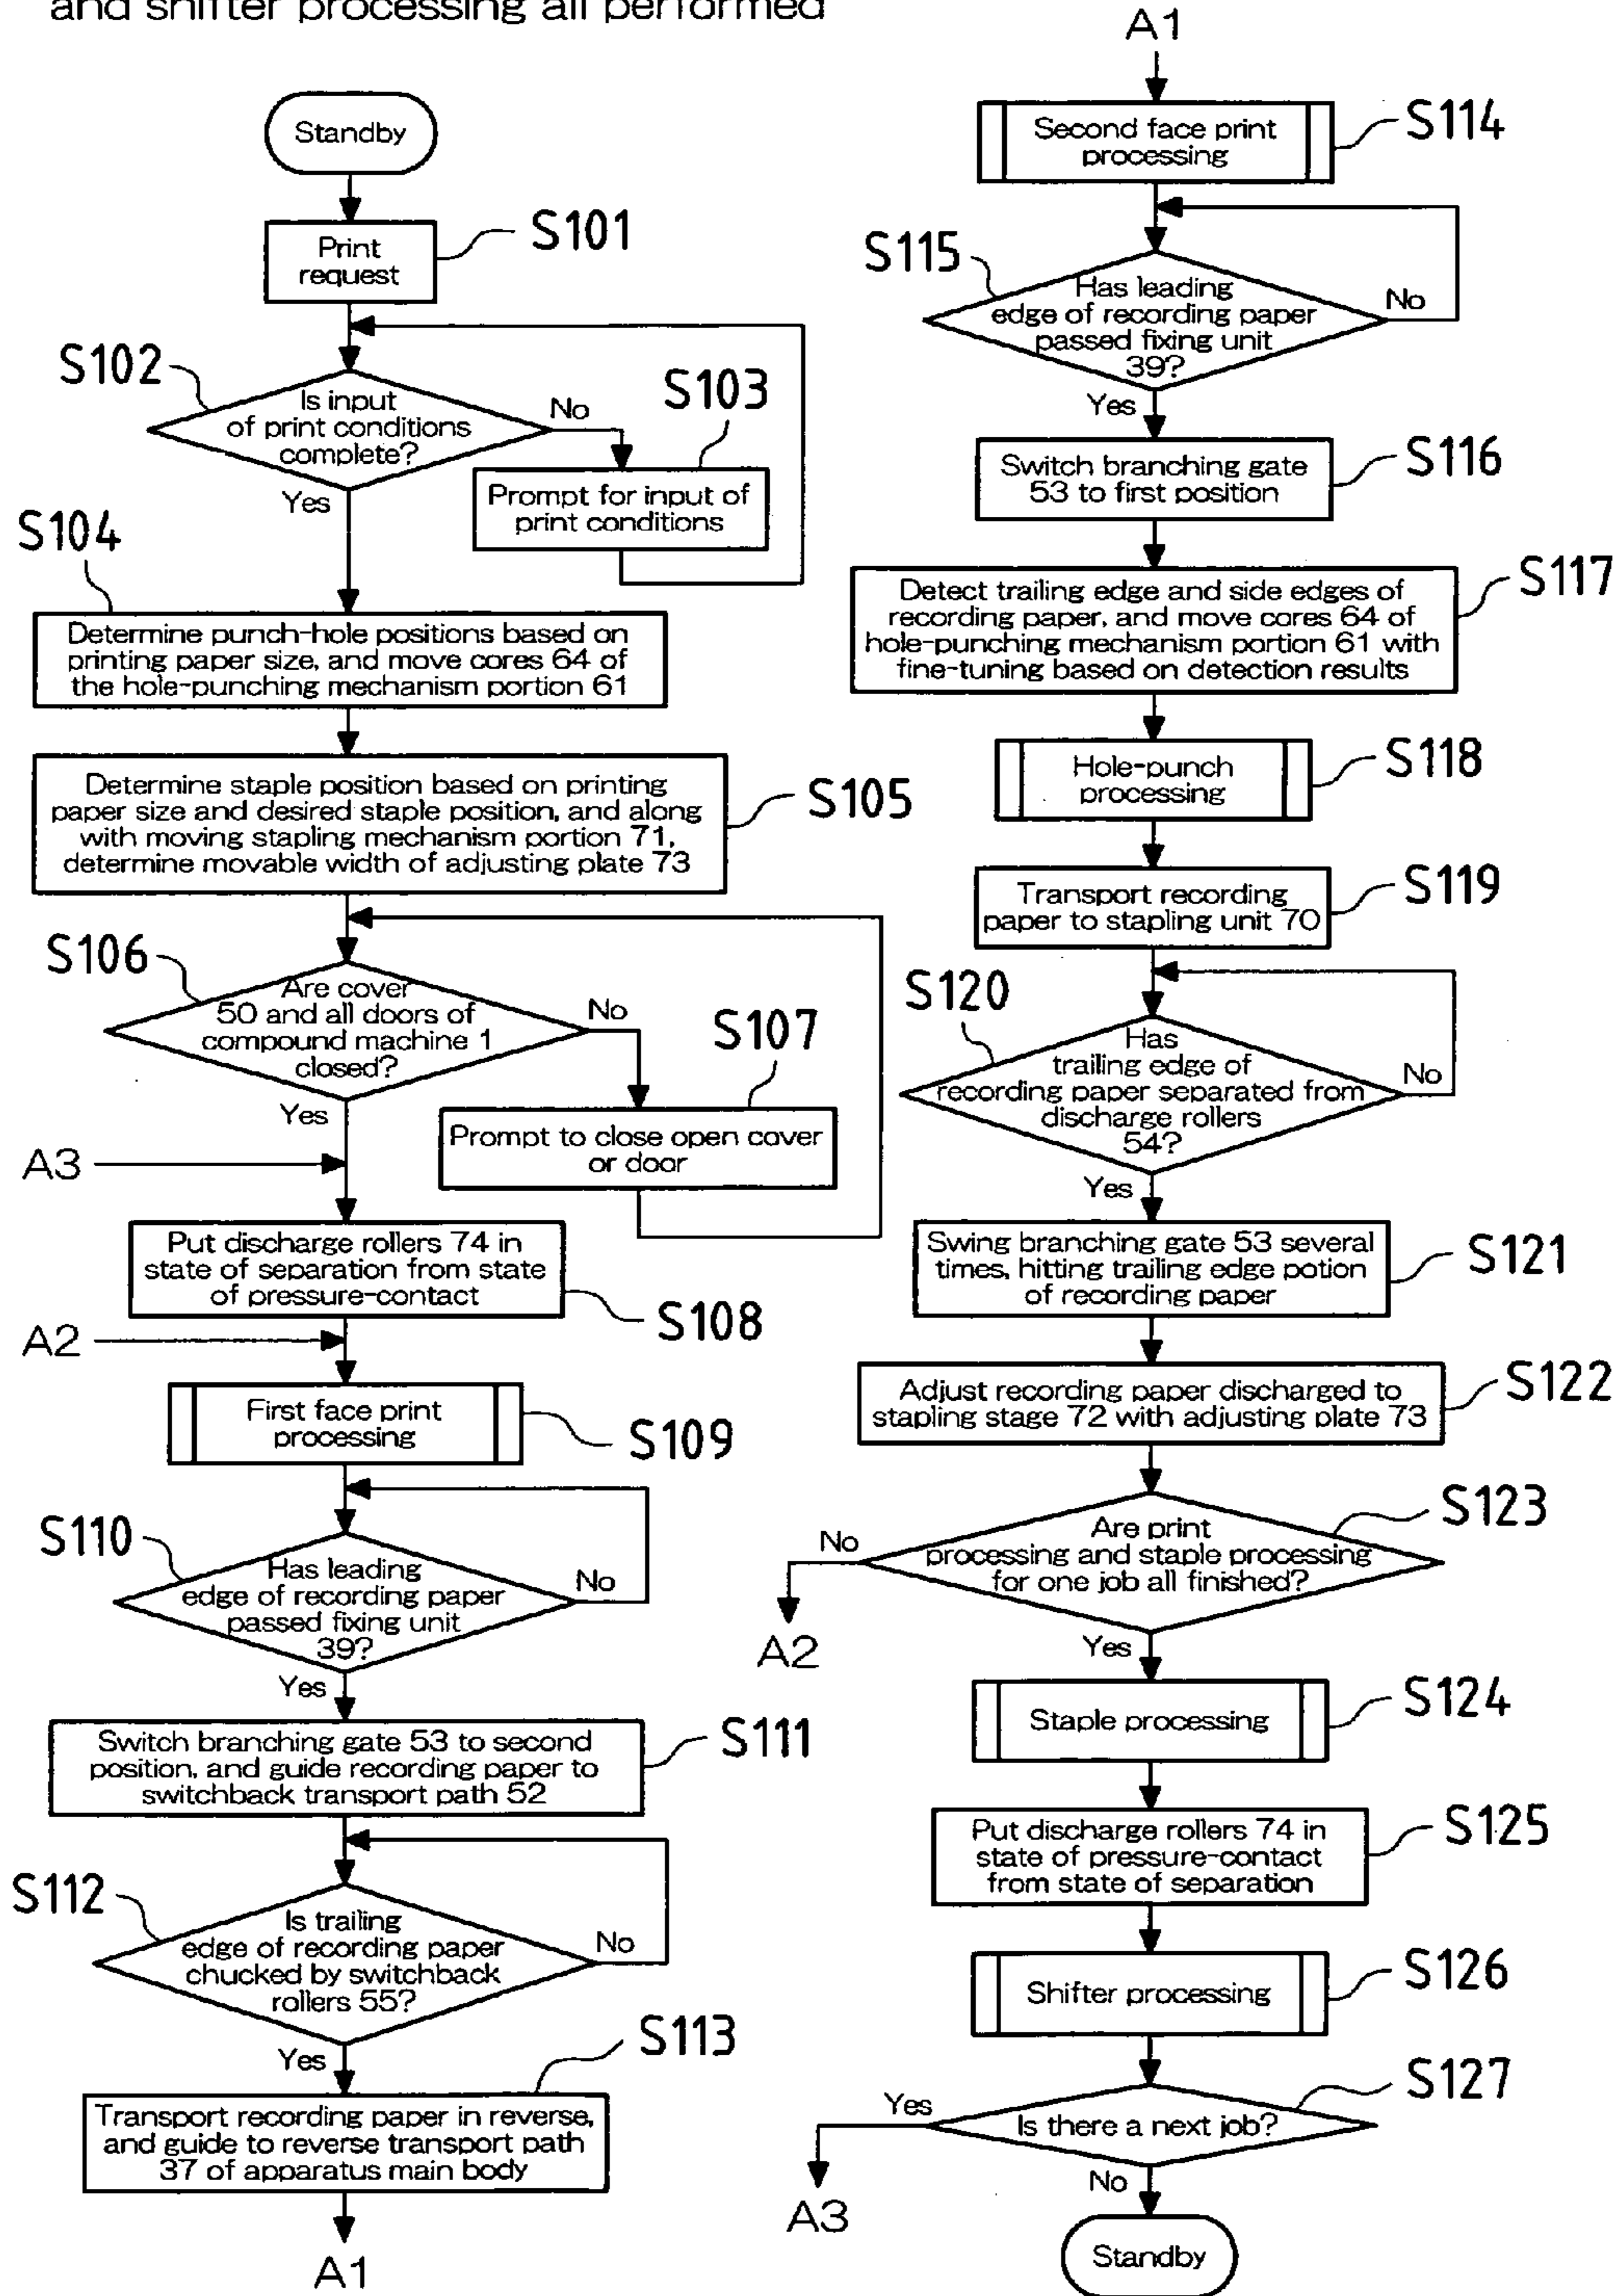 and shifter processing all performed
Standby
Print
request
S101
S102
Is input
of print conditions
complete?
No
Yes
S103
Prompt for input of
print conditions
S104
Determine punch-hole positions based on
printing paper size, and move cores 64 of
the hole-punching mechanism portion 61
Determine staple position based on printing
paper size and desired staple position, and along
with moving stapling mechanism portion 71,
determine movable width of adjusting plate 73
S105
S106
Are cover
50 and all doors of
compound machine 1
closed?
No
Yes
S107
Prompt to close open cover
or door
A3
Put discharge rollers 74 in
state of separation from state
of pressure-contact
S108
A2
First face print
processing
S109
S110
Has leading
edge of recording paper
passed fixing unit
39?
No
Yes
Switch branching gate 53 to second
position, and guide recording paper to
switchback transport path 52
S111
S112
Is trailing
edge of recording paper
chucked by switchback
rollers 55?
No
Yes
S113
Transport recording paper in reverse,
and guide to reverse transport path
37 of apparatus main body
A1
A1
Second face print
processing
S114
S115
Has leading
edge of recording paper
passed fixing unit
39?
No
Yes
Switch branching gate
53 to first position
S116
Detect trailing edge and side edges of
recording paper, and move cores 64 of
hole-punching mechanism portion 61 with
fine-tuning based on detection results
S117
Hole-punch
processing
S118
Transport recording
paper to stapling unit 70
S119
S120
Has
trailing edge of
recording paper separated from
discharge rollers
54?
No
Yes
Swing branching gate 53 several
times, hitting trailing edge potion
of recording paper
S121
Adjust recording paper discharged to
stapling stage 72 with adjusting plate 73
S122
S123
Are print
processing and staple processing
for one job all finished?
No
A2
Yes
Staple processing
S124
Put discharge rollers 74 in
state of pressure-contact
from state of separation
S125
Shifter processing
S126
S127
Is there a next job?
Yes
A3
No
Standby